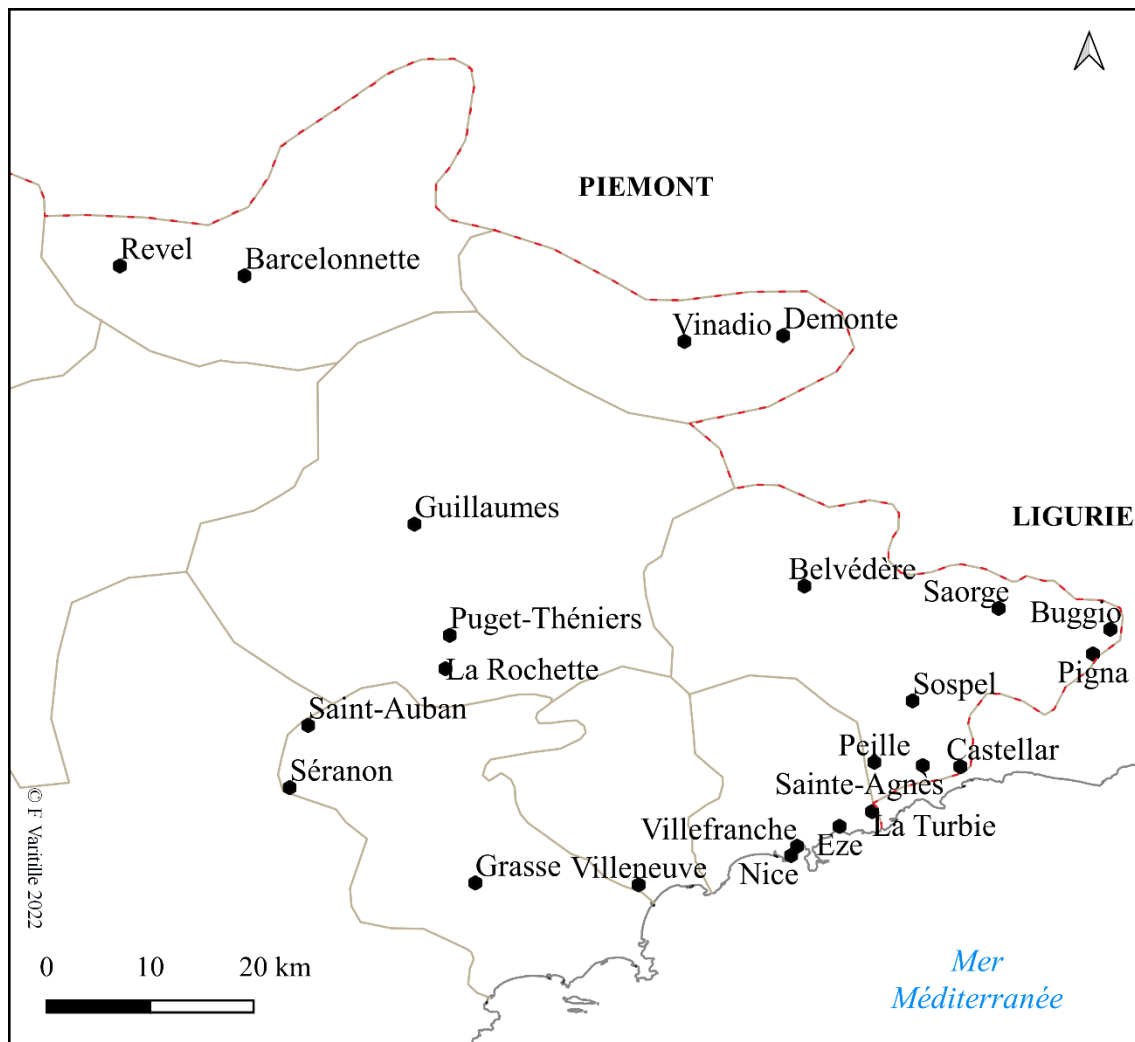 PIEMONT
Revel
Barcelonnette
Vinadio
Demonte
Guillaumes
LIGURIE
Belvédère
Saorge
Buggio
Puget-Théniers
La Rochette
Pigna
Sospel
Saint-Auban
Peille
Castellar
Séranon
Sainte-Agnès
La Turbie
Villefranche
Eze
Grasse
Villeneuve
Nice
© F Varitille 2022
0 10 20 km
Mer
Méditerranée